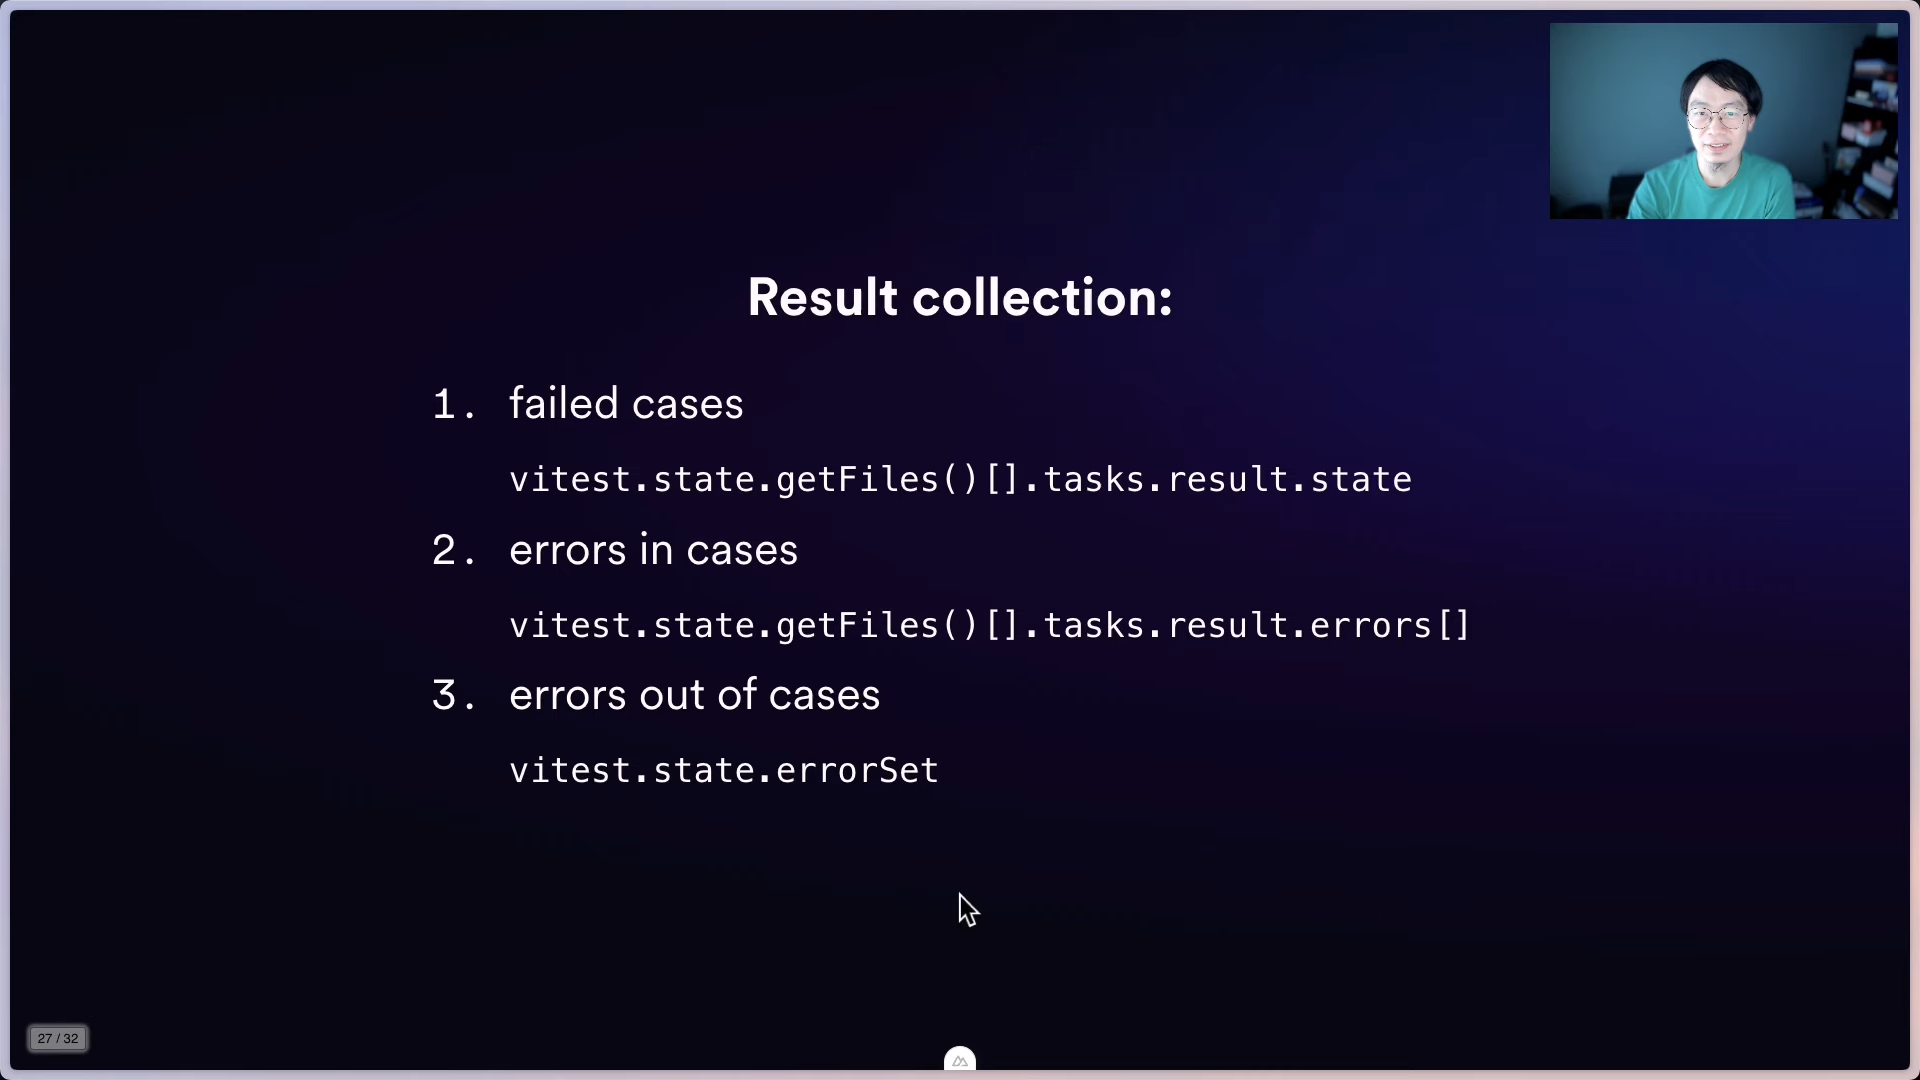 Result collection:
1. failed cases
vitest.state.getFiles()[].tasks.result.state
2. errors in cases
vitest.state.getFiles()[].tasks.result.errors[]
3. errors out of cases
vitest.state.errorSet
27 / 32